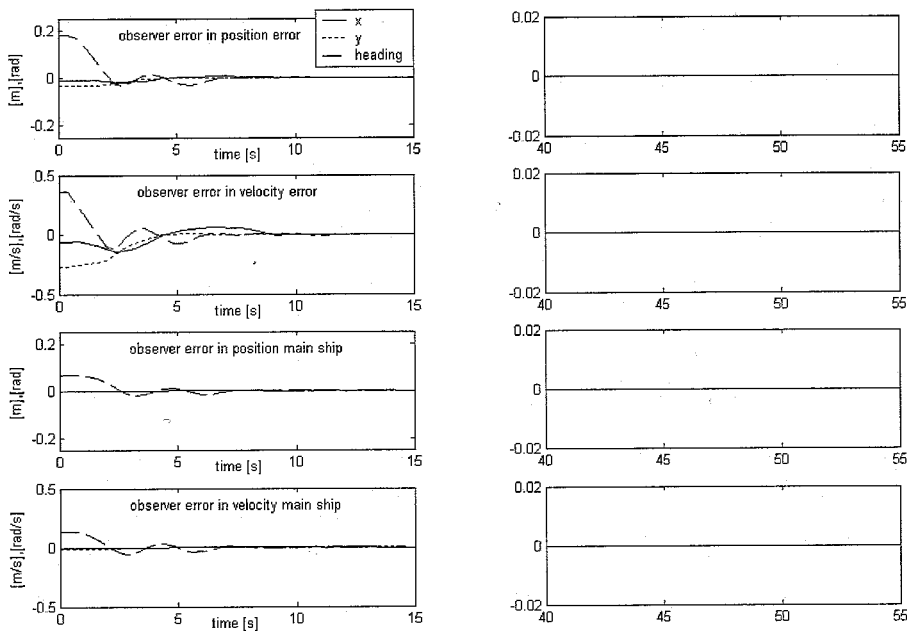 0.2
0
-0.2
[m],[rad]
observer error in position error
x
y
heading
0 5 10 15
time [s]
0.02
0
-0.02
40 45 50 55
0.5
0
-0.5
[m/s],[rad/s]
observer error in velocity error
0 5 10 15
0.02
0
-0.02
40 45 50 55
0.2
0
-0.2
[m],[rad]
observer error in position main ship
0 5 10 15
time [s]
0.02
0
-0.02
40 45 50 55
0.5
0
-0.5
[m/s],[rad/s]
observer error in velocity main ship
0 5 10 15
0.02
0
-0.02
40 45 50 55